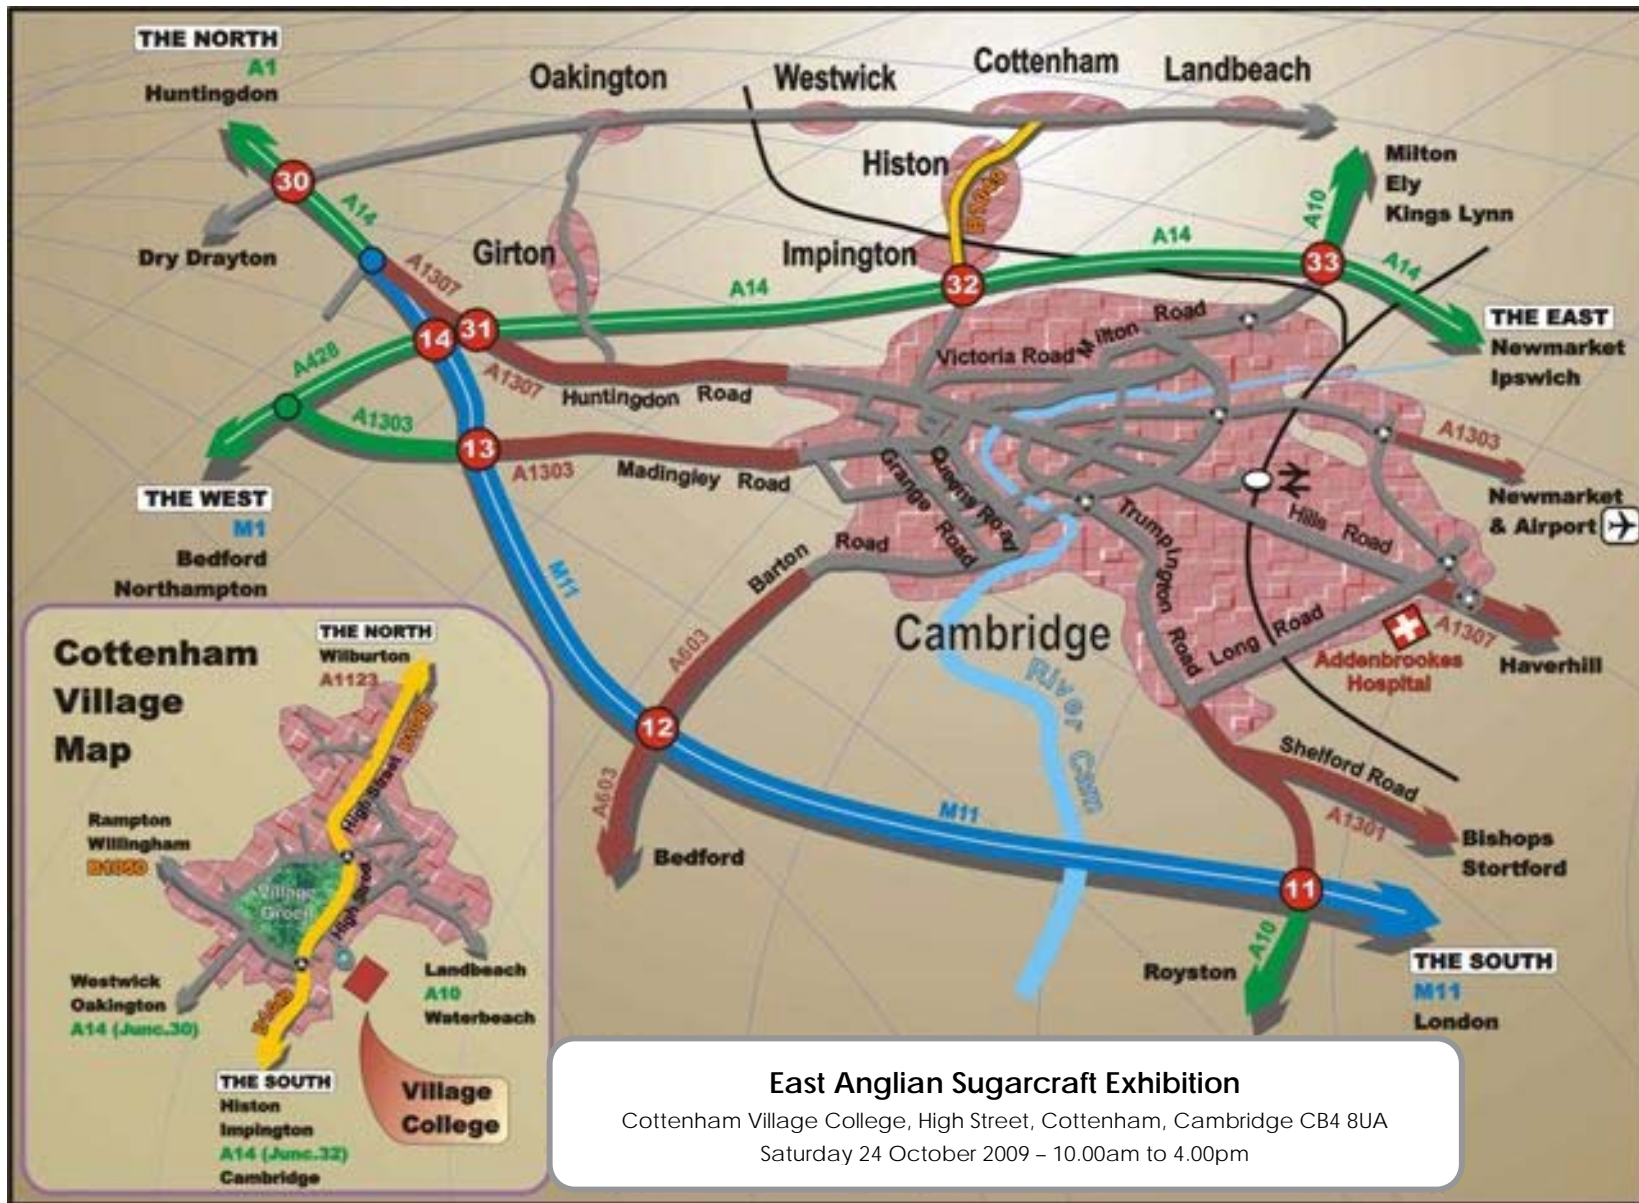 THE NORTH
A1
Huntingdon
Oakington
Westwick
Cottenham
Landbeach
30
A14
Dry Drayton
Histon
B1049
Milton
Ely
Kings Lynn
A10
Girton
Impington
A1307
A14
32
A14
33
A14
14
31
THE EAST
Newmarket
Ipswich
A428
A1307
Huntingdon Road
Victoria Road
Milton Road
A1303
13
A1303
Madingley Road
Grange Road
Queens Road
A1303
Newmarket
& Airport
THE WEST
M1
Bedford
Northampton
M11
Barton Road
Trumpington Road
Hills Road
Cambridge
River Cam
Long Road
A1307
Addenbrookes
Hospital
Haverhill
A603
12
A603
Bedford
M11
Shelford Road
A1301
Bishops
Stortford
11
A10
Royston
THE SOUTH
M11
London
Cottenham
Village
Map
THE NORTH
Wilburton
A1123
B1049
High Street
Rampton
Willingham
B1050
Village
Green
High Street
Westwick
Oakington
A14 (Junc.30)
Landbeach
A10
Waterbeach
B1049
THE SOUTH
Histon
Impington
A14 (Junc.32)
Cambridge
Village
College
East Anglian Sugarcraft Exhibition
Cottenham Village College, High Street, Cottenham, Cambridge CB4 8UA
Saturday 24 October 2009 – 10.00am to 4.00pm